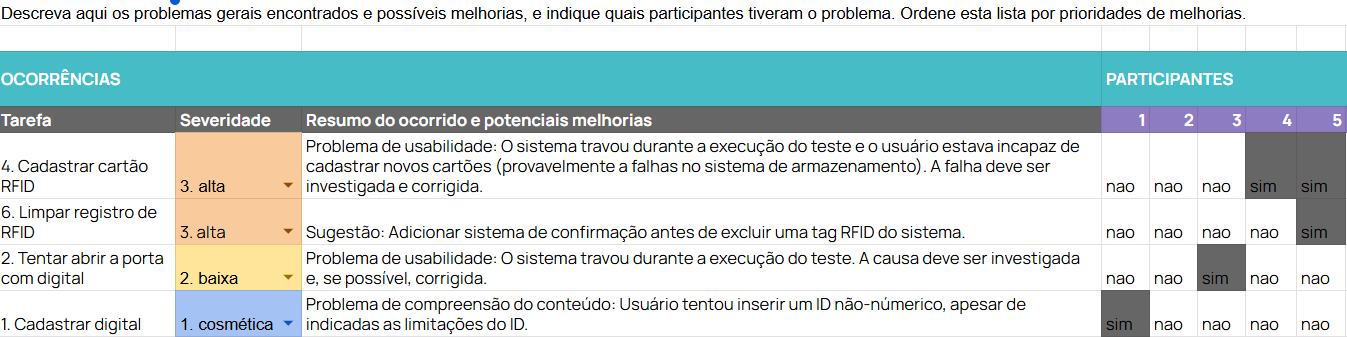 Descreva aqui os problemas gerais encontrados e possíveis melhorias, e indique quais participantes tiveram o problema. Ordene esta lista por prioridades de melhorias.
OCORRÊNCIAS PARTICIPANTES
Tarefa Severidade Resumo do ocorrido e potenciais melhorias 1 2 3 4 5
Problema de usabilidade: O sistema travou durante a execução do teste e o usuário estava incapaz de
4. Cadastrar cartão cadastrar novos cartões (provavelmente a falhas no sistema de armazenamento). A falha deve ser
RFID 3. alta investigada e corrigida. nao nao nao sim sim
6. Limpar registro de
RFID 3. alta Sugestão: Adicionar sistema de confirmação antes de excluir uma tag RFID do sistema. nao nao nao nao sim
2. Tentar abrir a porta Problema de usabilidade: O sistema travou durante a execução do teste. A causa deve ser investigada
com digital 2. baixa e, se possível, corrigida. nao nao sim nao nao
Problema de compreensão do conteúdo: Usuário tentou inserir um ID não-númerico, apesar de
1. Cadastrar digital 1. cosmética indicadas as limitações do ID. sim nao nao nao nao